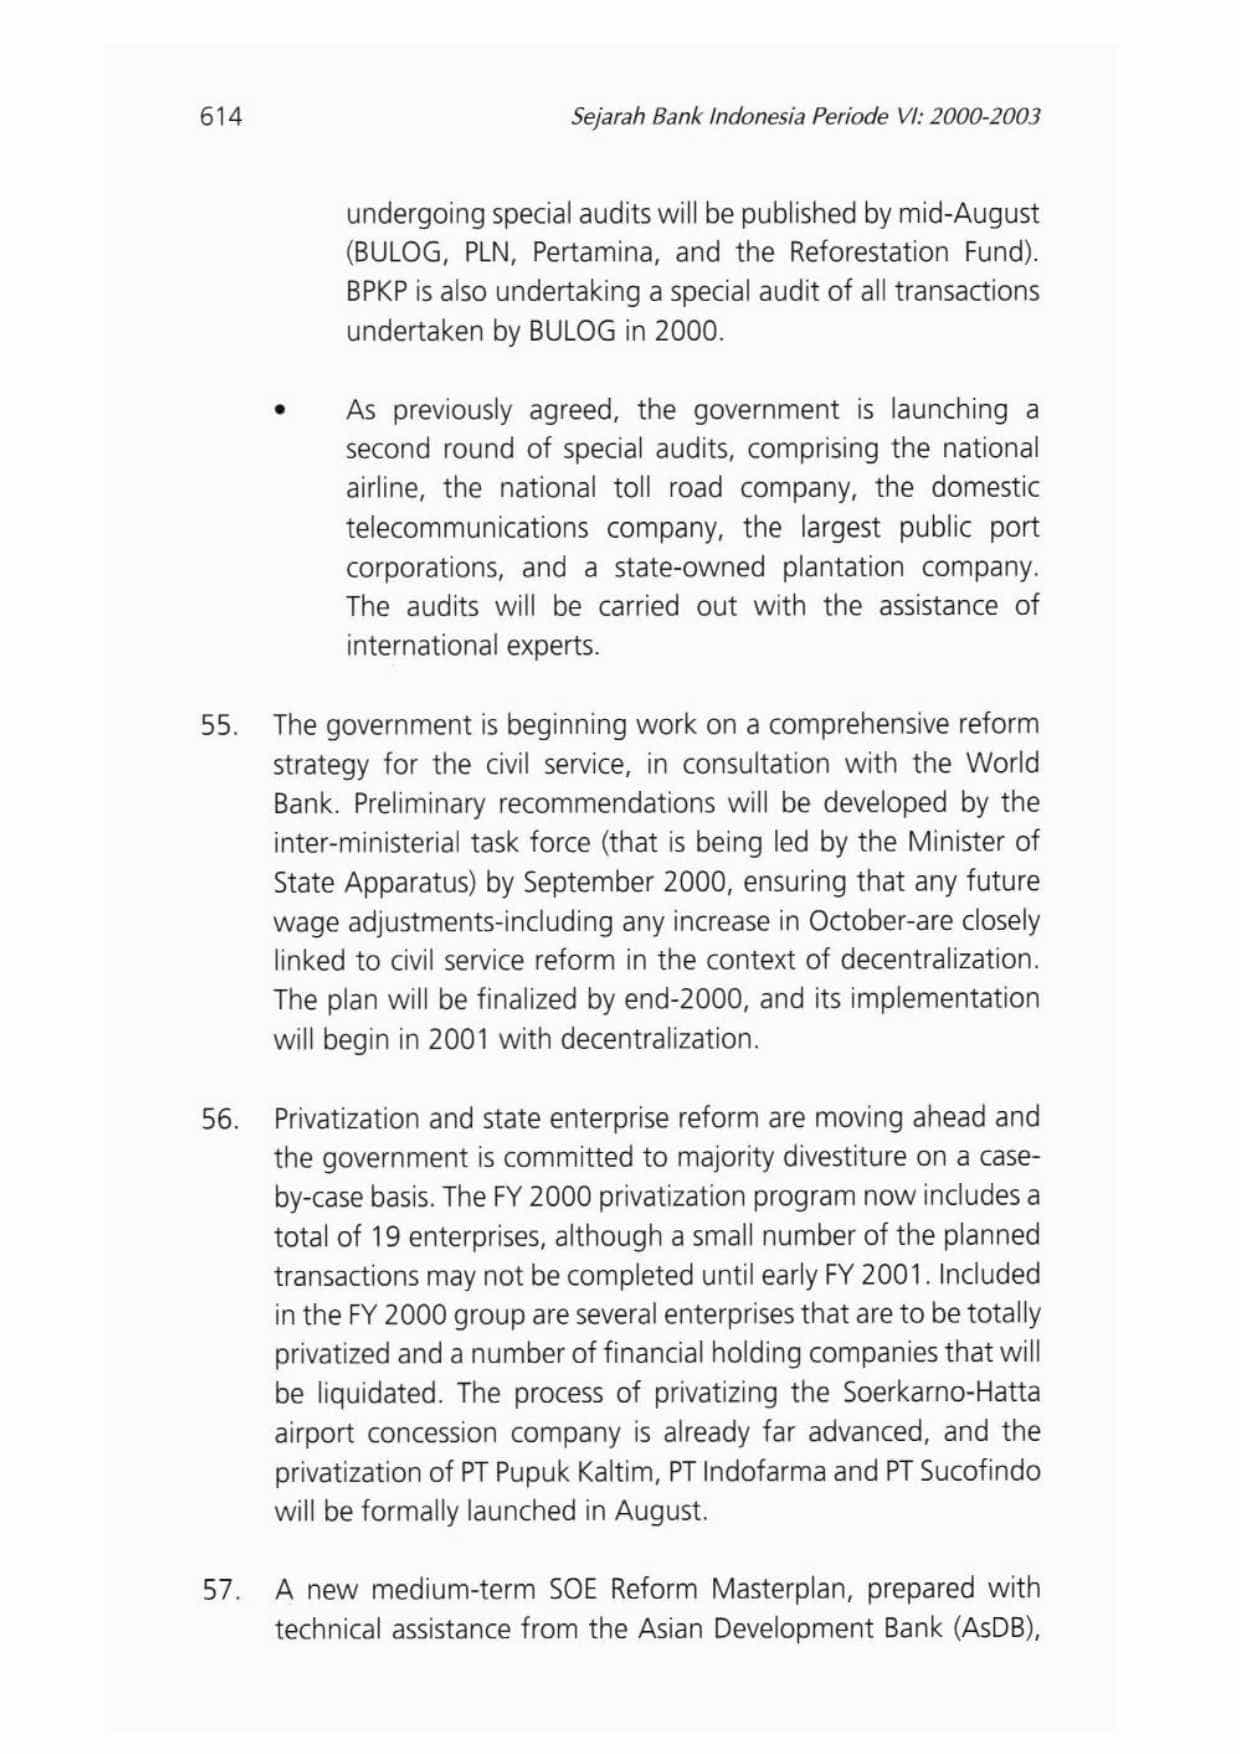 614
Sejarah Bank Indonesia Periode VI: 2000-2003
undergoing special audits will be published by mid-August
(BULOG, PLN, Pertamina, and the Reforestation Fund).
BPKP is also undertaking a special audit of all transactions
undertaken by BULOG in 2000.
• As previously agreed, the government is launching a
second round of special audits, comprising the national
airline, the national toll road company, the domestic
telecommunications company, the largest public port
corporations, and a state-owned plantation company.
The audits will be carried out with the assistance of
international experts.
55. The government is beginning work on a comprehensive reform
strategy for the civil service, in consultation with the World
Bank. Preliminary recommendations will be developed by the
inter-ministerial task force (that is being led by the Minister of
State Apparatus) by September 2000, ensuring that any future
wage adjustments-including any increase in October-are closely
linked to civil service reform in the context of decentralization.
The plan will be finalized by end-2000, and its implementation
will begin in 2001 with decentralization.
56. Privatization and state enterprise reform are moving ahead and
the government is committed to majority divestiture on a case-
by-case basis. The FY 2000 privatization program now includes a
total of 19 enterprises, although a small number of the planned
transactions may not be completed until early FY 2001. Included
in the FY 2000 group are several enterprises that are to be totally
privatized and a number of financial holding companies that will
be liquidated. The process of privatizing the Soerkarno-Hatta
airport concession company is already far advanced, and the
privatization of PT Pupuk Kaltim, PT Indofarma and PT Sucofindo
will be formally launched in August.
57. A new medium-term SOE Reform Masterplan, prepared with
technical assistance from the Asian Development Bank (AsDB),